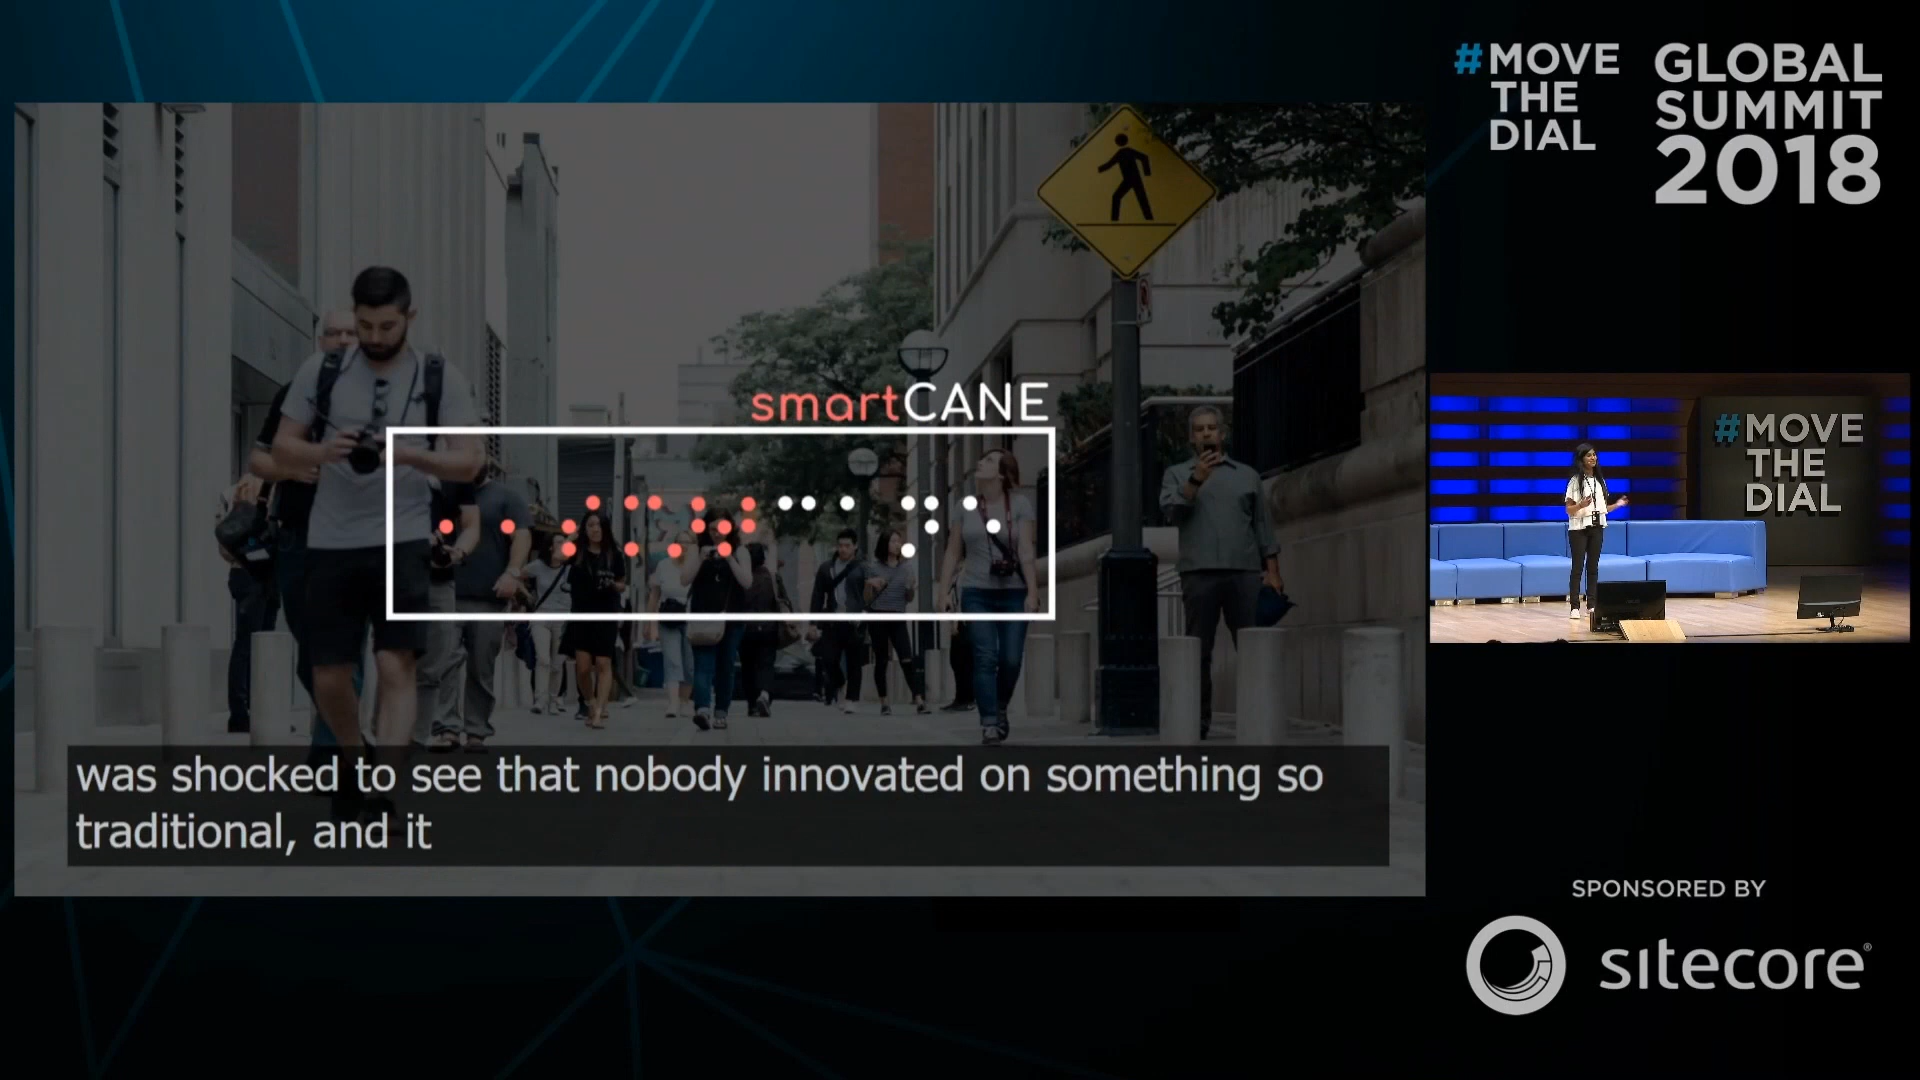 #MOVE
THE
DIAL
GLOBAL
SUMMIT
2018
smartCANE
was shocked to see that nobody innovated on something so
traditional, and it
#MOVE
THE
DIAL
SPONSORED BY
sitecore®